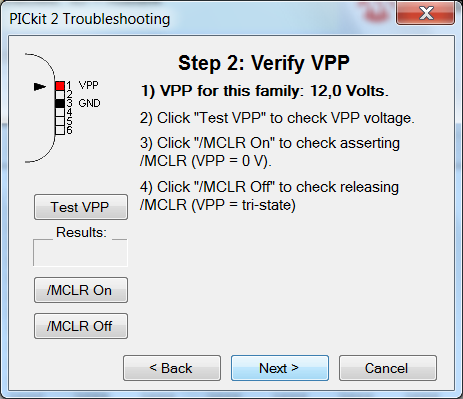 PICkit 2 Troubleshooting
Step 2: Verify VPP
1 VPP
2
3 GND
4
5
6
1) VPP for this family: 12,0 Volts.
2) Click "Test VPP" to check VPP voltage.
3) Click "/MCLR On" to check asserting
/MCLR (VPP = 0 V).
4) Click "/MCLR Off" to check releasing
/MCLR (VPP = tri-state)
Test VPP
Results:
/MCLR On
/MCLR Off
< Back
Next >
Cancel